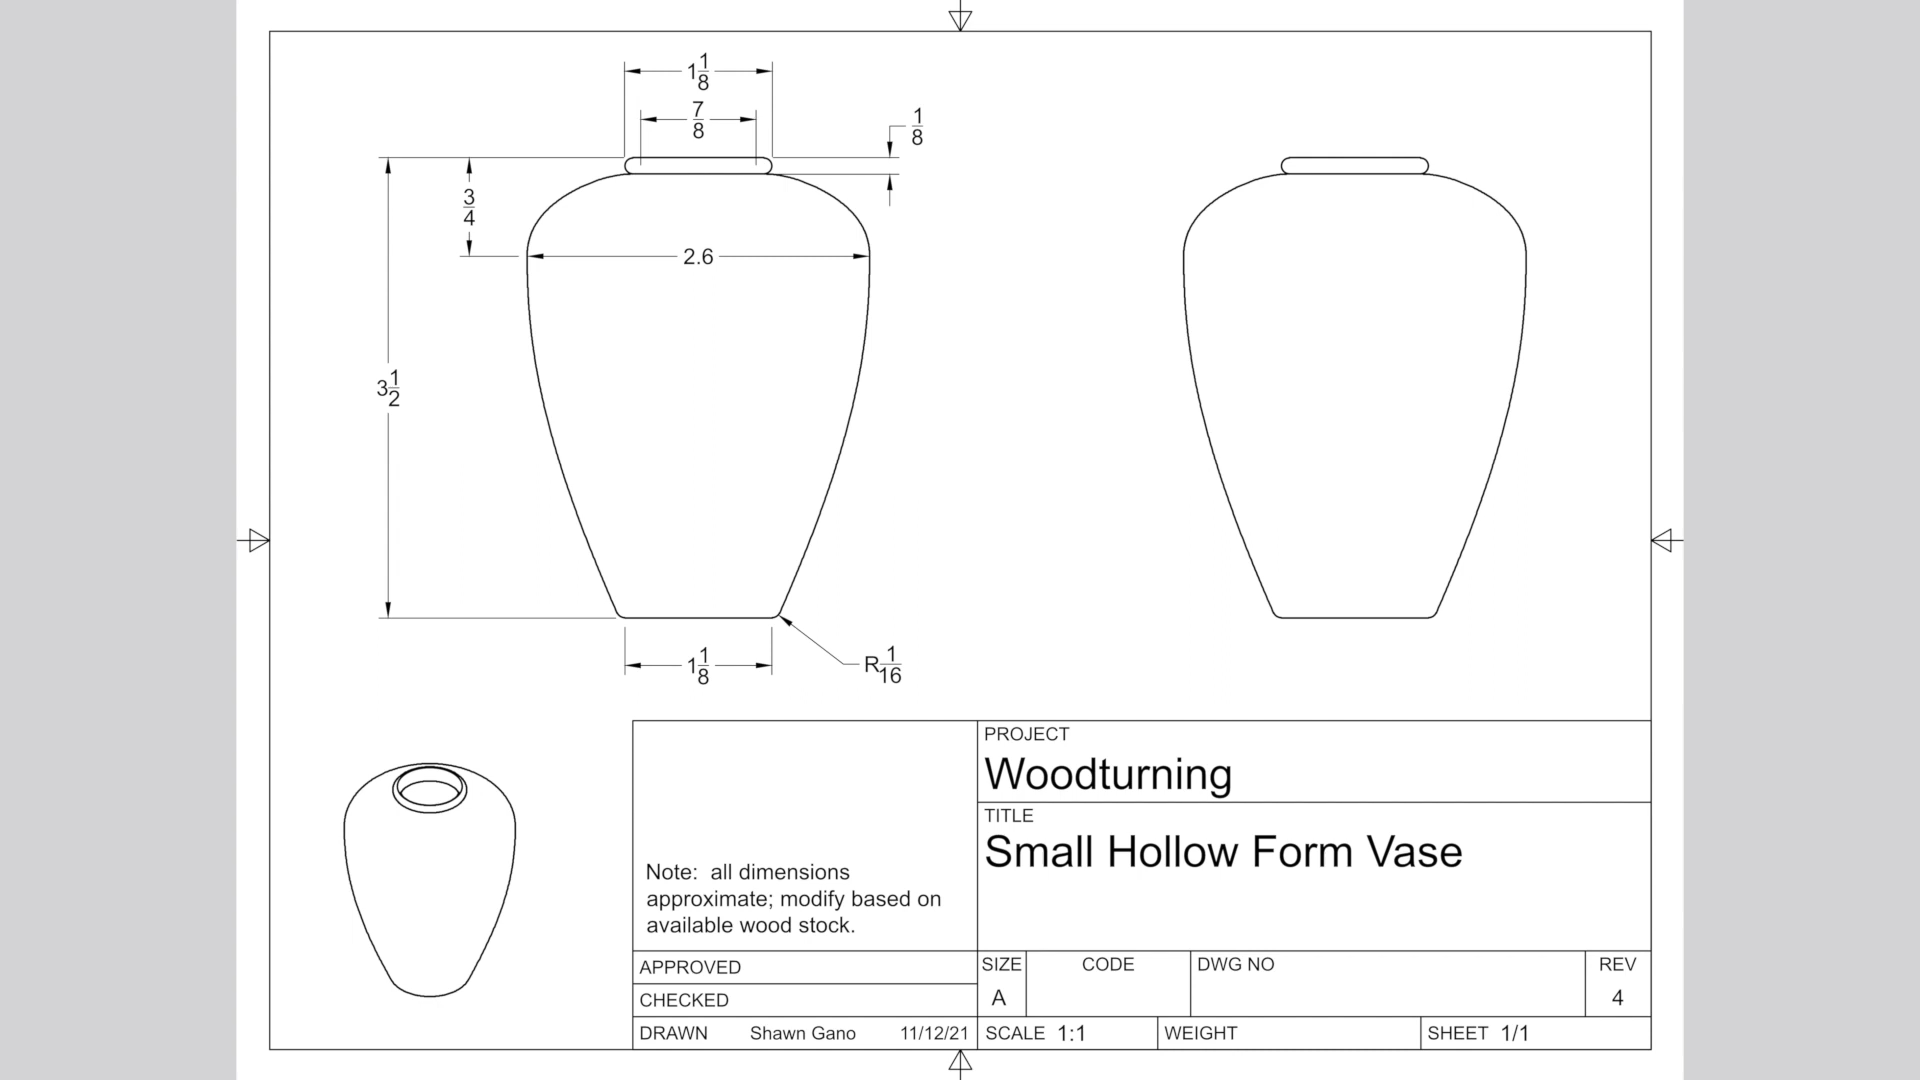 1 1/8
7/8
1/8
3/4
2.6
3 1/2
1 1/8
R 1/16
PROJECT
Woodturning
TITLE
Small Hollow Form Vase
Note: all dimensions
approximate; modify based on
available wood stock.
APPROVED
CHECKED
DRAWN Shawn Gano 11/12/21
SIZE
A
CODE
DWG NO
REV
4
SCALE 1:1
WEIGHT
SHEET 1/1